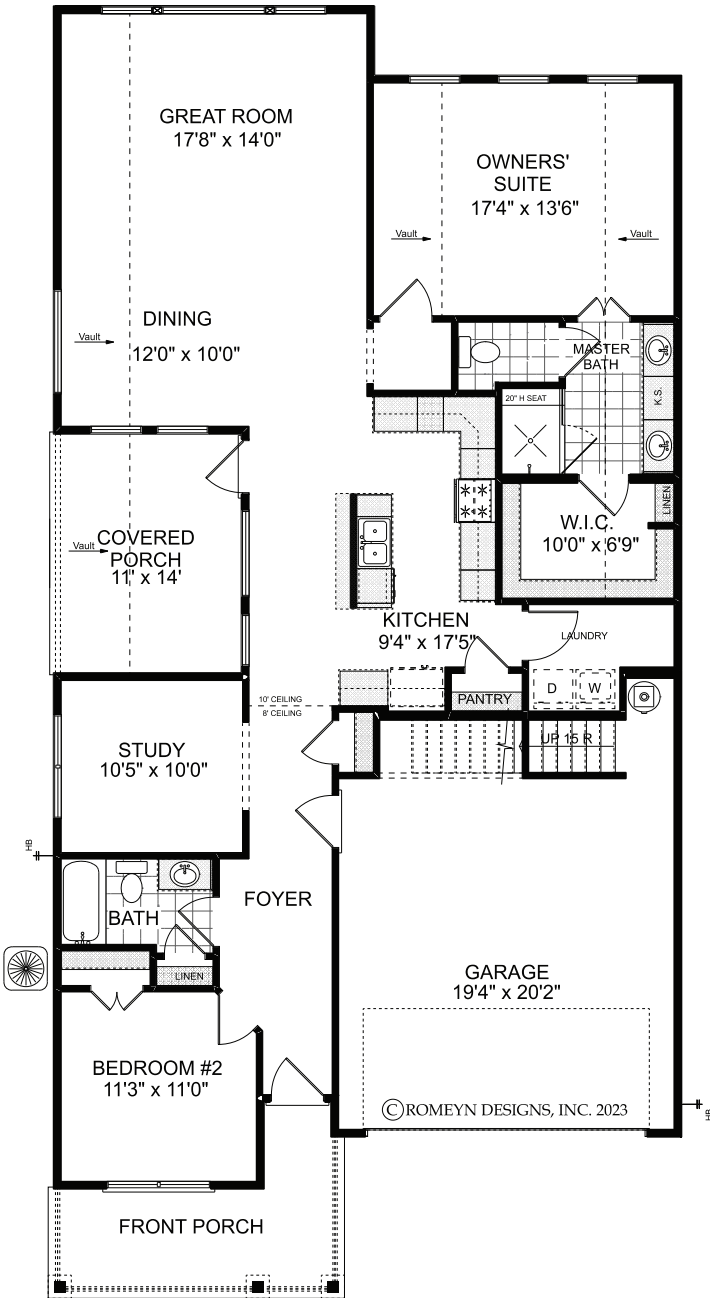 GREAT ROOM
17'8" x 14'0"
OWNERS'
SUITE
17'4" x 13'6"
Vault
Vault
DINING
Vault
12'0" x 10'0"
MASTER
BATH
K.S.
20" H SEAT
LINEN
W.I.C.
10'0" x 6'9"
COVERED
PORCH
Vault
11' x 14'
KITCHEN
9'4" x 17'5"
LAUNDRY
D
W
PANTRY
10' CEILING
8' CEILING
UP 15 R
STUDY
10'5" x 10'0"
HB
FOYER
BATH
LINEN
GARAGE
19'4" x 20'2"
BEDROOM #2
11'3" x 11'0"
© ROMEYN DESIGNS, INC. 2023
HB
FRONT PORCH